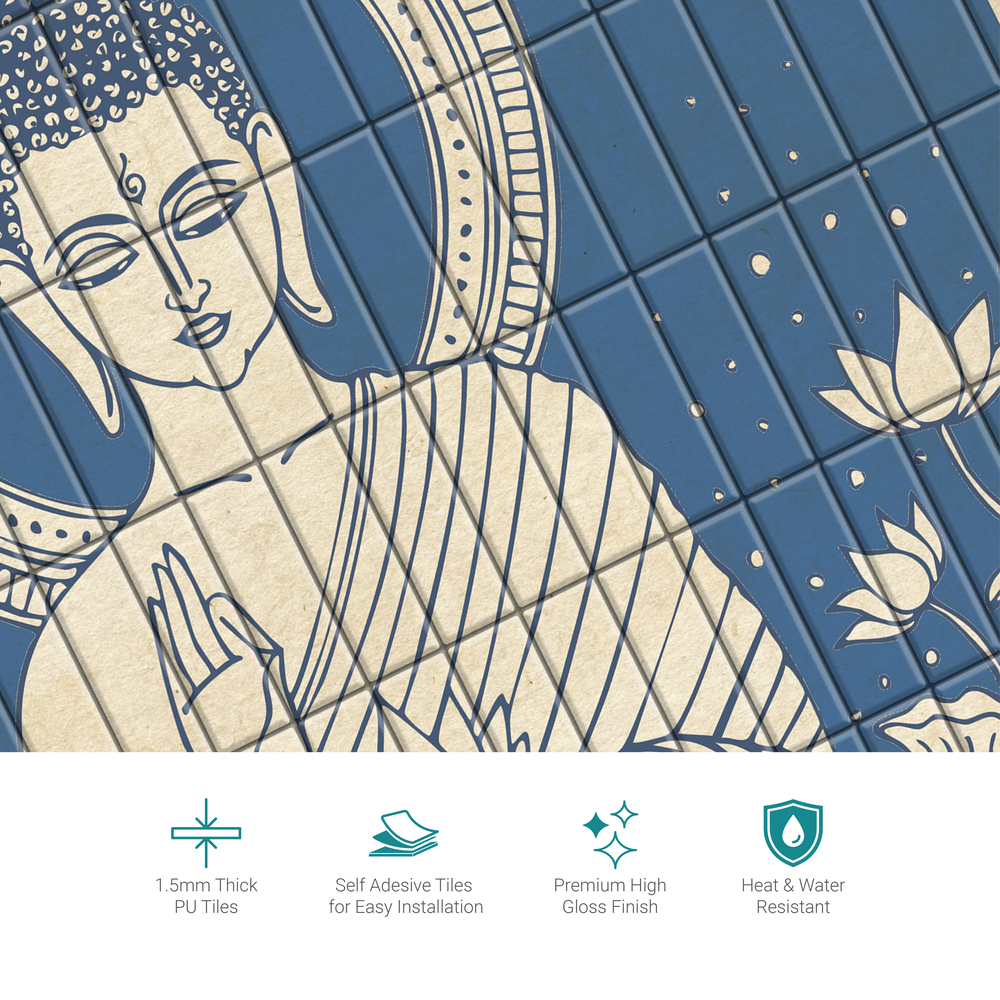 1.5mm Thick
PU Tiles
Self Adesive Tiles
for Easy Installation
Premium High
Gloss Finish
Heat & Water
Resistant